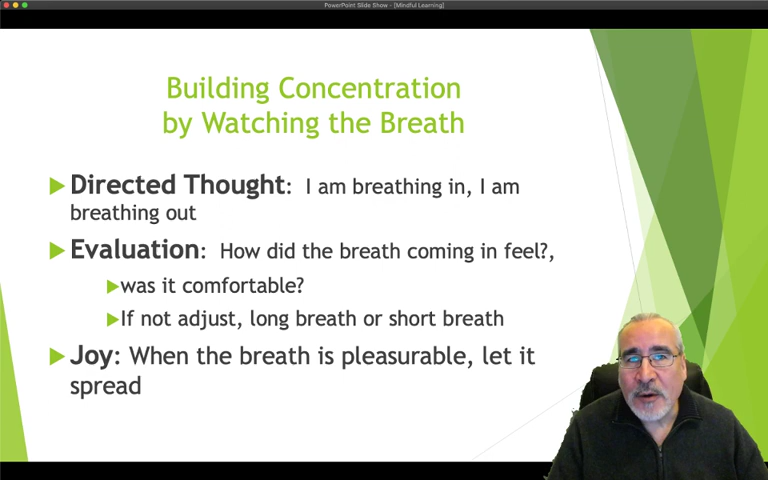 PowerPoint Slide Show - [Mindful Learning]
Building Concentration
by Watching the Breath
Directed Thought: I am breathing in, I am
breathing out
Evaluation: How did the breath coming in feel?,
was it comfortable?
If not adjust, long breath or short breath
Joy: When the breath is pleasurable, let it
spread